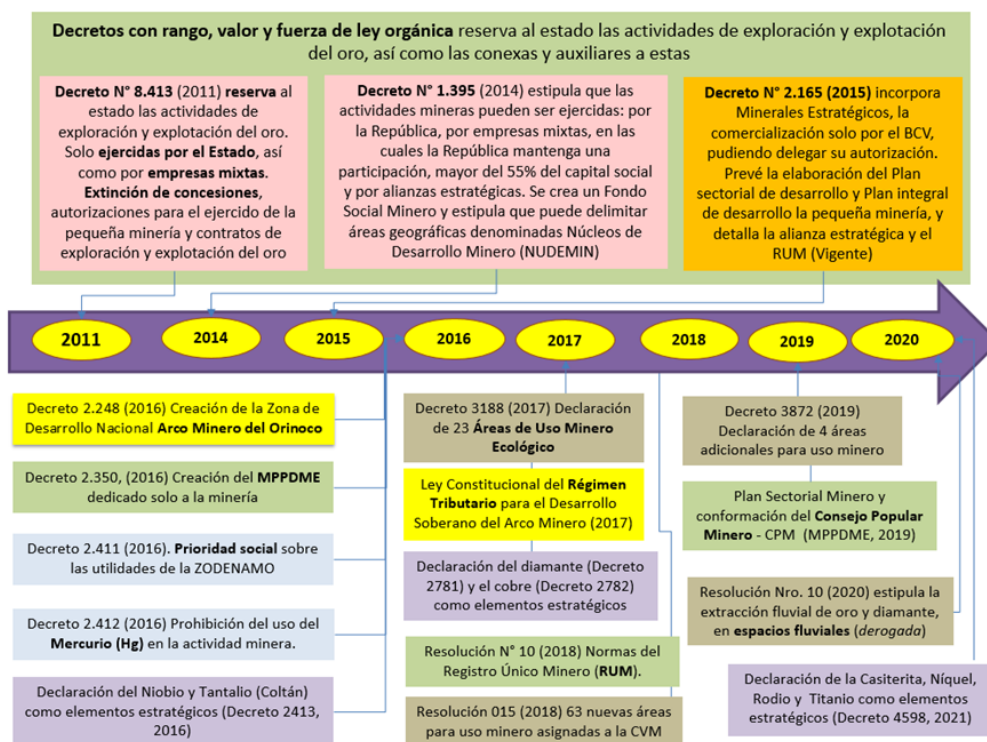 Decretos con rango, valor y fuerza de ley orgánica reserva al estado las actividades de exploración y explotación
del oro, así como las conexas y auxiliares a estas
Decreto N° 8.413 (2011) reserva al
estado las actividades de
exploración y explotación del oro.
Solo ejercidas por el Estado, así
como por empresas mixtas.
Extinción de concesiones,
autorizaciones para el ejercido de la
pequeña minería y contratos de
exploración y explotación del oro
Decreto N° 1.395 (2014) estipula que las
actividades mineras pueden ser ejercidas: por
la República, por empresas mixtas, en las
cuales la República mantenga una
participación, mayor del 55% del capital social
y por alianzas estratégicas. Se crea un Fondo
Social Minero y estipula que puede delimitar
áreas geográficas denominadas Núcleos de
Desarrollo Minero (NUDEMIN)
Decreto N° 2.165 (2015) incorpora
Minerales Estratégicos, la
comercialización solo por el BCV,
pudiendo delegar su autorización.
Prevé la elaboración del Plan
sectorial de desarrollo y Plan integral
de desarrollo la pequeña minería, y
detalla la alianza estratégica y el
RUM (Vigente)
2011
2014
2015
2016
2017
2018
2019
2020
Decreto 2.248 (2016) Creación de la Zona de
Desarrollo Nacional Arco Minero del Orinoco
Decreto 2.350, (2016) Creación del MPPDME
dedicado solo a la minería
Decreto 2.411 (2016). Prioridad social sobre
las utilidades de la ZODENAMO
Decreto 2.412 (2016) Prohibición del uso del
Mercurio (Hg) en la actividad minera.
Declaración del Niobio y Tantalio (Coltán)
como elementos estratégicos (Decreto 2413,
2016)
Decreto 3188 (2017) Declaración
de 23 Áreas de Uso Minero
Ecológico
Ley Constitucional del Régimen
Tributario para el Desarrollo
Soberano del Arco Minero (2017)
Declaración del diamante (Decreto
2781) y el cobre (Decreto 2782)
como elementos estratégicos
Resolución N° 10 (2018) Normas del
Registro Único Minero (RUM).
Resolución 015 (2018) 63 nuevas áreas
para uso minero asignadas a la CVM
Decreto 3872 (2019)
Declaración de 4 áreas
adicionales para uso minero
Plan Sectorial Minero y
conformación del Consejo Popular
Minero - CPM (MPPDME, 2019)
Resolución Nro. 10 (2020) estipula la
extracción fluvial de oro y diamante,
en espacios fluviales (derogada)
Declaración de la Casiterita, Níquel,
Rodio y Titanio como elementos
estratégicos (Decreto 4598, 2021)